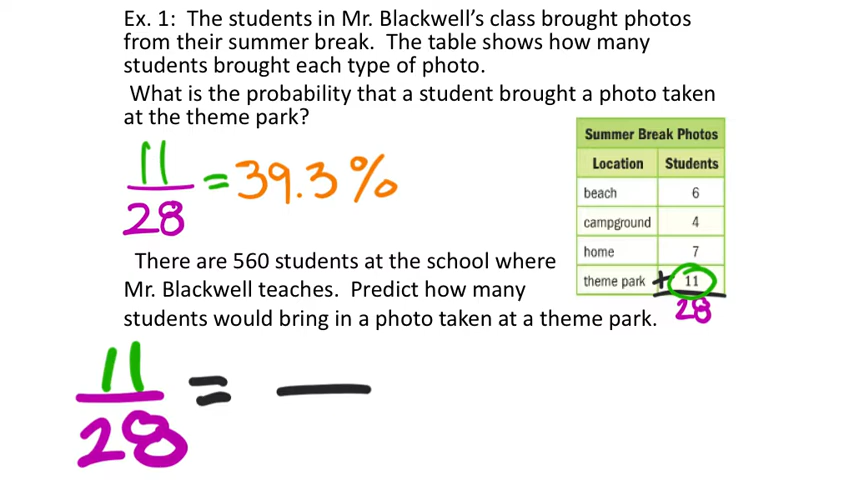 Ex. 1: The students in Mr. Blackwell's class brought photos
from their summer break. The table shows how many
students brought each type of photo.
What is the probability that a student brought a photo taken
at the theme park?
11
28
= 39.3%
Summer Break Photos
Location Students
beach 6
campground 4
home 7
theme park + 11
28
There are 560 students at the school where
Mr. Blackwell teaches. Predict how many
students would bring in a photo taken at a theme park.
11
28
=